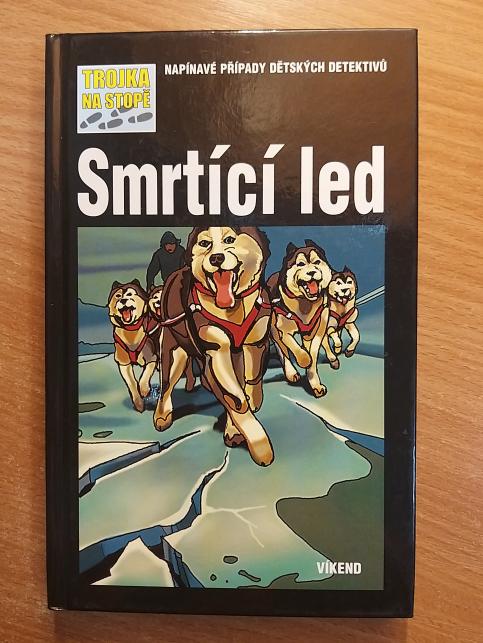 TROJKA
NA STOPĚ
NAPÍNAVÉ PŘÍPADY DĚTSKÝCH DETEKTIVŮ
Smrtící led
VÍKEND